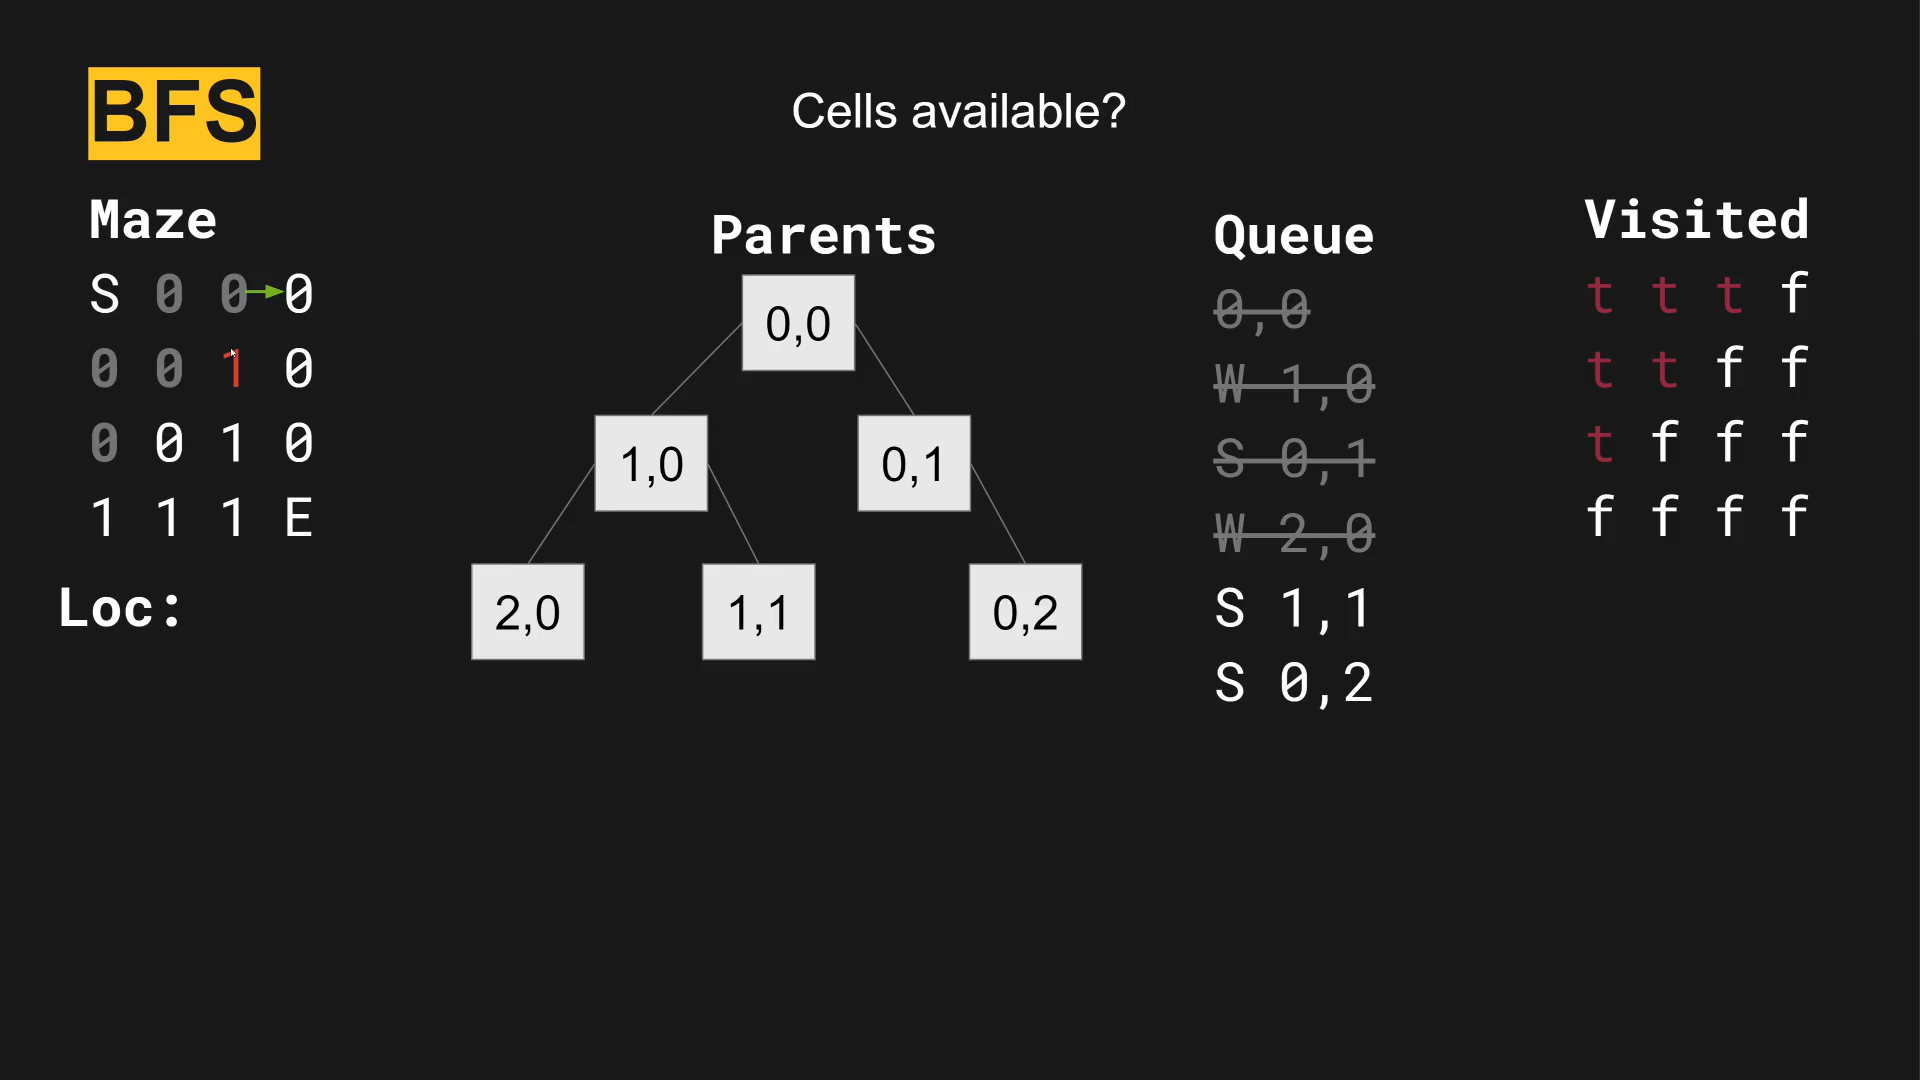 BFS
Cells available?
Maze
S 0 0 0
0 0 1 0
0 0 1 0
1 1 1 E
Loc:
Parents
0,0
1,0 0,1
2,0 1,1 0,2
Queue
0,0
W 1,0
S 0,1
W 2,0
S 1,1
S 0,2
Visited
t t t f
t t f f
t f f f
f f f f